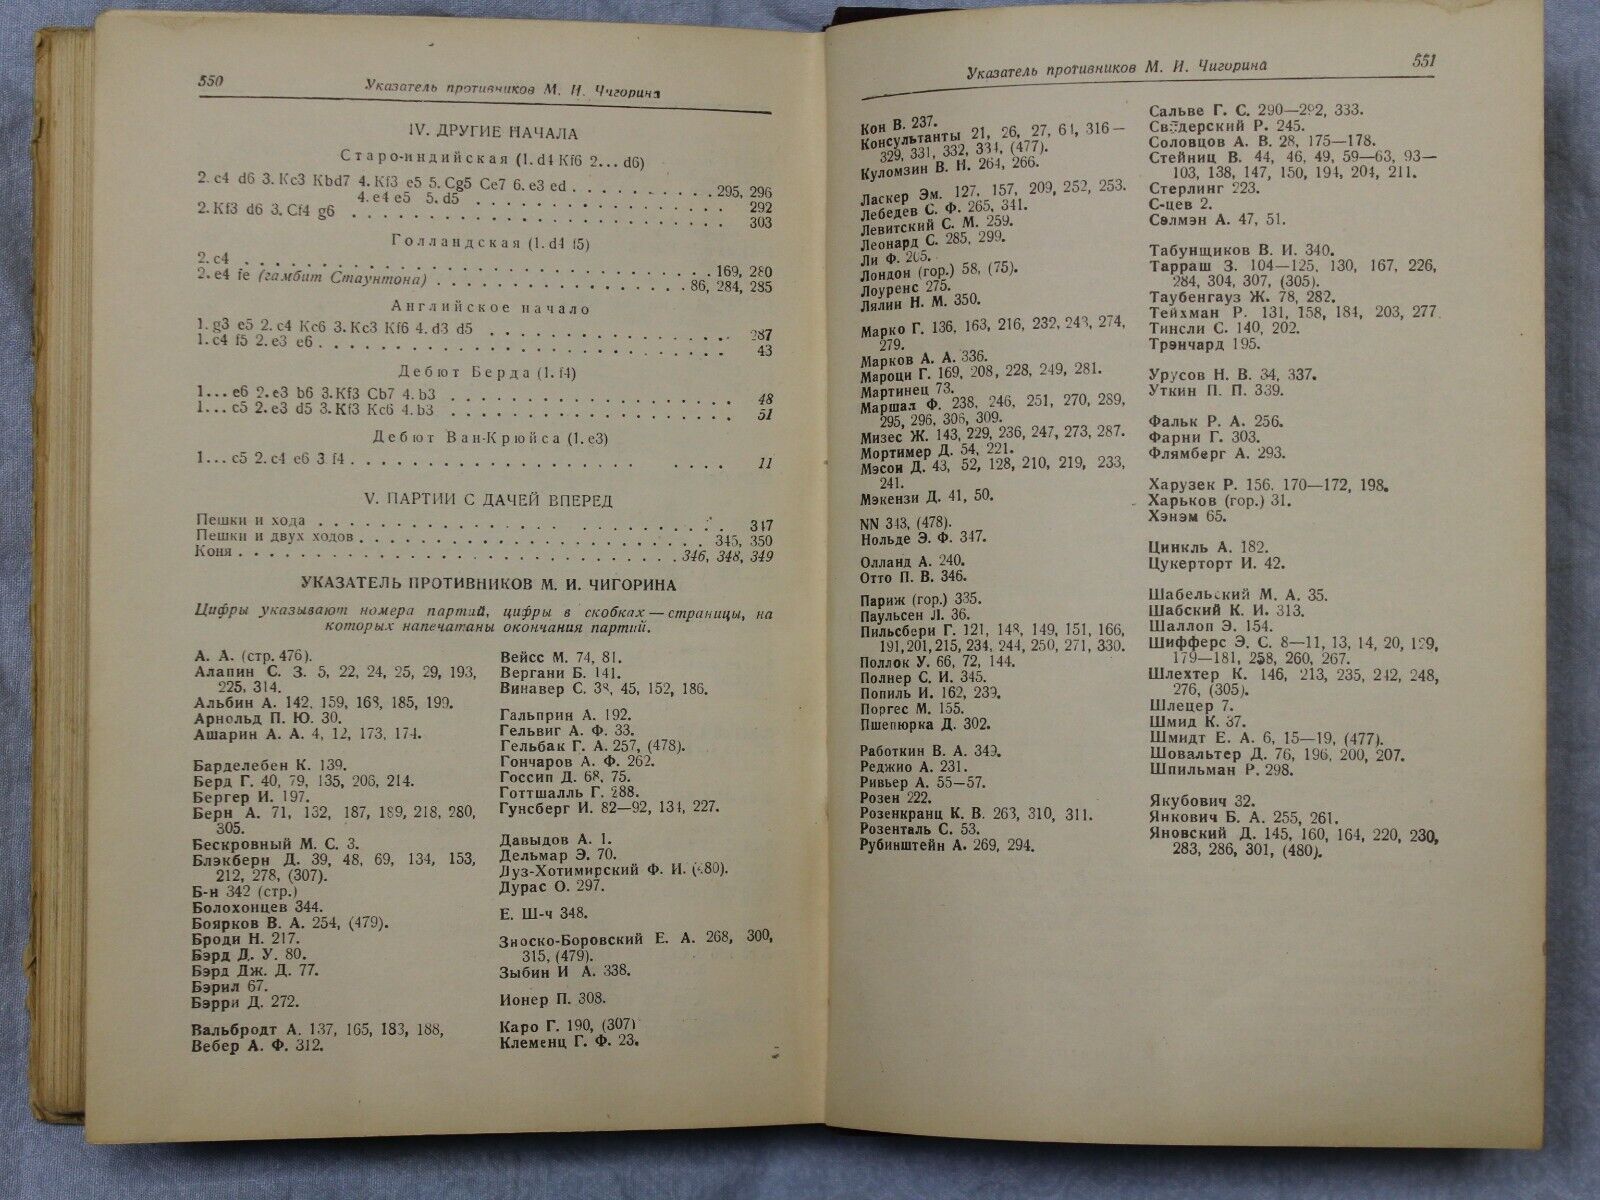 550
Указатель противников М. И. Чигорина
IV. ДРУГИЕ НАЧАЛА
Старо-индийская (1. d4 Kf6 2... d6)
2. c4 d6 3. Kc3 Kbd7 4. Kf3 e5 5. Cg5 Ce7 6. e3 ed . . . . . . . . . . . 295, 296
4. e4 e5 5. d5 . . . . . . . . . . . . . . . . . 292
2. Kf3 d6 3. Cf4 g6 . . . . . . . . . . . . . . . . . . . . . . . 303
Голландская (1. d4 f5)
2. c4 . . . . . . . . . . . . . . . . . . . . . . . . . . . . 169, 280
2. e4 fe (гамбит Стаунтона) . . . . . . . . . . . . . . . . . 86, 284, 285
Английское начало
1. g3 e5 2. c4 Kc6 3. Kc3 Kf6 4. d3 d5 . . . . . . . . . . . . . . . 287
1. c4 f5 2. e3 e6 . . . . . . . . . . . . . . . . . . . . . . . . . 43
Дебют Берда (1. f4)
1... e6 2. e3 b6 3. Kf3 Cb7 4. b3 . . . . . . . . . . . . . . . . . . 48
1... c5 2. e3 d5 3. Kf3 Kc6 4. b3 . . . . . . . . . . . . . . . . . . 51
Дебют Ван-Крюйса (1. e3)
1... c5 2. c4 e6 3 f4 . . . . . . . . . . . . . . . . . . . . . . 11
V. ПАРТИИ С ДАЧЕЙ ВПЕРЕД
Пешки и хода . . . . . . . . . . . . . . . . . . . . . . . . . 347
Пешки и двух ходов . . . . . . . . . . . . . . . . . . . . . . 345, 350
Коня . . . . . . . . . . . . . . . . . . . . . . . . . . . 346, 348, 349
УКАЗАТЕЛЬ ПРОТИВНИКОВ М. И. ЧИГОРИНА
Цифры указывают номера партий, цифры в скобках — страницы, на
которых напечатаны окончания партий.
А. А. (стр. 476).
Алапин С. З. 5, 22, 24, 25, 29, 193,
225, 314.
Альбин А. 142, 159, 168, 185, 199.
Арнольд П. Ю. 30.
Ашарин А. А. 4, 12, 173, 174.
Барделебен К. 139.
Берд Г. 40, 79, 135, 206, 214.
Бергер И. 197.
Берн А. 71, 132, 187, 189, 218, 280,
305.
Бескровный М. С. 3.
Блэкберн Д. 39, 48, 69, 134, 153,
212, 278, (307).
Б-н 342 (стр.)
Болохонцев 344.
Боярков В. А. 254, (479).
Броди Н. 217.
Бэрд Д. У. 80.
Бэрд Дж. Д. 77.
Бэрил 67.
Бэрри Д. 272.
Вальбродт А. 137, 165, 183, 188,
Вебер А. Ф. 312.
Вейсс М. 74, 81.
Вергани Б. 141.
Винавер С. 38, 45, 152, 186.
Гальприн А. 192.
Гельвиг А. Ф. 33.
Гельбак Г. А. 257, (478).
Гончаров А. Ф. 262.
Госсип Д. 68, 75.
Готтшалль Г. 288.
Гунсберг И. 82—92, 134, 227.
Давыдов А. 1.
Дельмар Э. 70.
Дуз-Хотимирский Ф. И. (480).
Дурас О. 297.
Е. Ш-ч 348.
Зноско-Боровский Е. А. 268, 300,
315, (479).
Зыбин И А. 338.
Ионер П. 308.
Каро Г. 190, (307)
Клеменц Г. Ф. 23.
Указатель противников М. И. Чигорина
551
Кон В. 237.
Консультанты 21, 26, 27, 64, 316—
329, 331, 332, 334, (477).
Куломзин В. Н. 264, 266.
Ласкер Эм. 127, 157, 209, 252, 253.
Лебедев С. Ф. 265, 341.
Левитский С. М. 259.
Леонард С. 285, 299.
Ли Ф. 205.
Лондон (гор.) 58, (75).
Лоуренс 275.
Лялин Н. М. 350.
Марко Г. 136, 163, 216, 232, 243, 274,
279.
Марков А. А. 336.
Мароци Г. 169, 208, 228, 249, 281.
Мартинец 73.
Маршал Ф. 238, 246, 251, 270, 289,
295, 296, 306, 309.
Мизес Ж. 143, 229, 236, 247, 273, 287.
Мортимер Д. 54, 221.
Мэсон Д. 43, 52, 128, 210, 219, 233,
241.
Мэкензи Д. 41, 50.
NN 343, (478).
Нольде Э. Ф. 347.
Олланд А. 240.
Отто П. В. 346.
Париж (гор.) 335.
Паульсен Л. 36.
Пильсбери Г. 121, 148, 149, 151, 166,
191, 201, 215, 234, 244, 250, 271, 330.
Поллок У. 66, 72, 144.
Полнер С. И. 345.
Попиль И. 162, 239.
Поргес М. 155.
Пшепюрка Д. 302.
Работкин В. А. 349.
Реджио А. 231.
Ривьер А. 55—57.
Розен 222.
Розенкранц К. В. 263, 310, 311.
Розенталь С. 53.
Рубинштейн А. 269, 294.
Сальве Г. С. 290—292, 333.
Свидерский Р. 245.
Соловцов А. В. 28, 175—178.
Стейниц В. 44, 46, 49, 59—63, 93—
103, 138, 147, 150, 194, 204, 211.
Стерлинг 223.
С-цев 2.
Сэлмэн А. 47, 51.
Табунщиков В. И. 340.
Тарраш З. 104—125, 130, 167, 226,
284, 304, 307, (305).
Таубенгауз Ж. 78, 282.
Тейхман Р. 131, 158, 184, 203, 277.
Тинсли С. 140, 202.
Трэнчард 195.
Урусов Н. В. 34, 337.
Уткин П. П. 339.
Фальк Р. А. 256.
Фарни Г. 303.
Флямберг А. 293.
Харузек Р. 156. 170—172, 198.
Харьков (гор.) 31.
Хэнэм 65.
Цинкль А. 182.
Цукерторт И. 42.
Шабельский М. А. 35.
Шабский К. И. 313.
Шаллоп Э. 154.
Шифферс Э. С. 8—11, 13, 14, 20, 129,
179—181, 258, 260, 267.
Шлехтер К. 146, 213, 235, 242, 248,
276, (305).
Шлецер 7.
Шмид К. 37.
Шмидт Е. А. 6, 15—19, (477).
Шовальтер Д. 76, 196, 200, 207.
Шпильман Р. 298.
Якубович 32.
Янкович Б. А. 255, 261.
Яновский Д. 145, 160, 164, 220, 230,
283, 286, 301, (480).